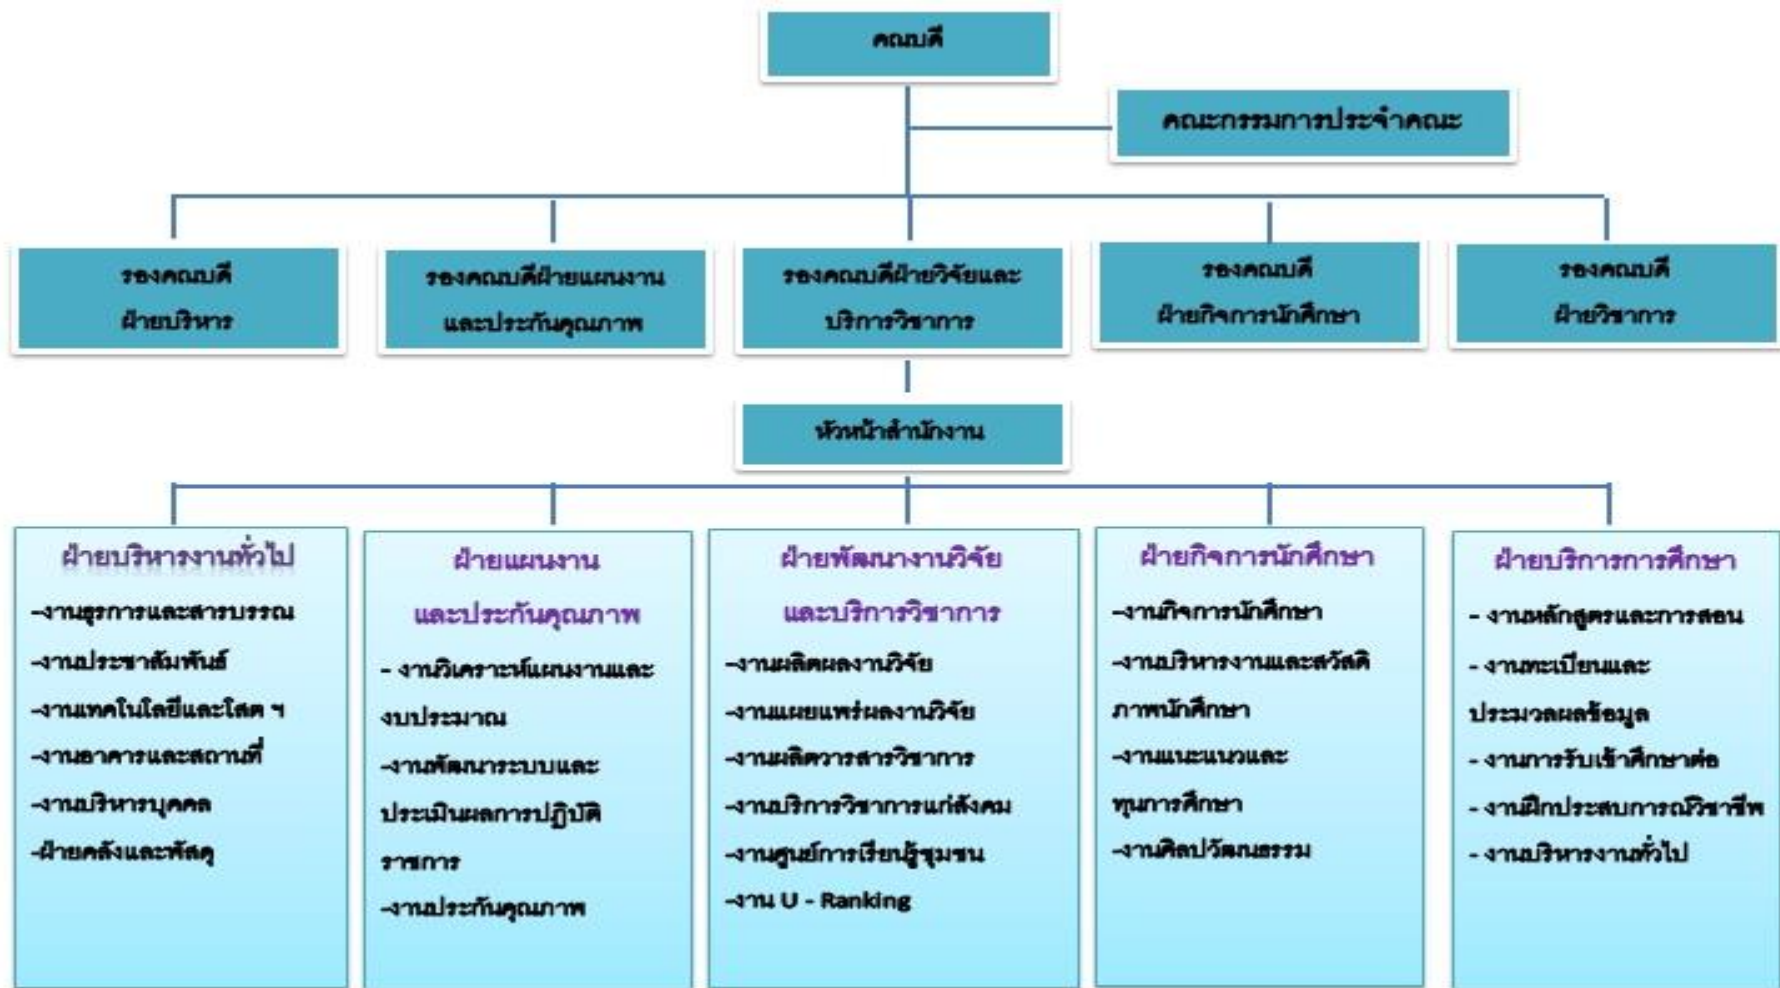 คณบดี
คณะกรรมการประจำคณะ
รองคณบดี
ฝ่ายบริหาร
รองคณบดีฝ่ายแผนงาน
และประกันคุณภาพ
รองคณบดีฝ่ายวิจัยและ
บริการวิชาการ
รองคณบดี
ฝ่ายกิจการนักศึกษา
รองคณบดี
ฝ่ายวิชาการ
หัวหน้าสำนักงาน
ฝ่ายบริหารงานทั่วไป
-งานธุรการและสารบรรณ
-งานประชาสัมพันธ์
-งานเทคโนโลยีและโสต ฯ
-งานอาคารและสถานที่
-งานบริหารบุคคล
-ฝ่ายคลังและพัสดุ
ฝ่ายแผนงาน
และประกันคุณภาพ
- งานวิเคราะห์แผนงานและ
งบประมาณ
-งานพัฒนาระบบและ
ประเมินผลการปฏิบัติ
ราชการ
-งานประกันคุณภาพ
ฝ่ายพัฒนางานวิจัย
และบริการวิชาการ
-งานผลิตผลงานวิจัย
-งานเผยแพร่ผลงานวิจัย
-งานผลิตวารสารวิชาการ
-งานบริการวิชาการแก่สังคม
-งานศูนย์การเรียนรู้ชุมชน
-งาน U - Ranking
ฝ่ายกิจการนักศึกษา
-งานกิจการนักศึกษา
-งานบริหารงานและสวัสดิ
ภาพนักศึกษา
-งานแนะแนวและ
ทุนการศึกษา
-งานศิลปวัฒนธรรม
ฝ่ายบริการการศึกษา
- งานหลักสูตรและการสอน
- งานทะเบียนและ
ประมวลผลข้อมูล
- งานการรับเข้าศึกษาต่อ
- งานฝึกประสบการณ์วิชาชีพ
- งานบริหารงานทั่วไป